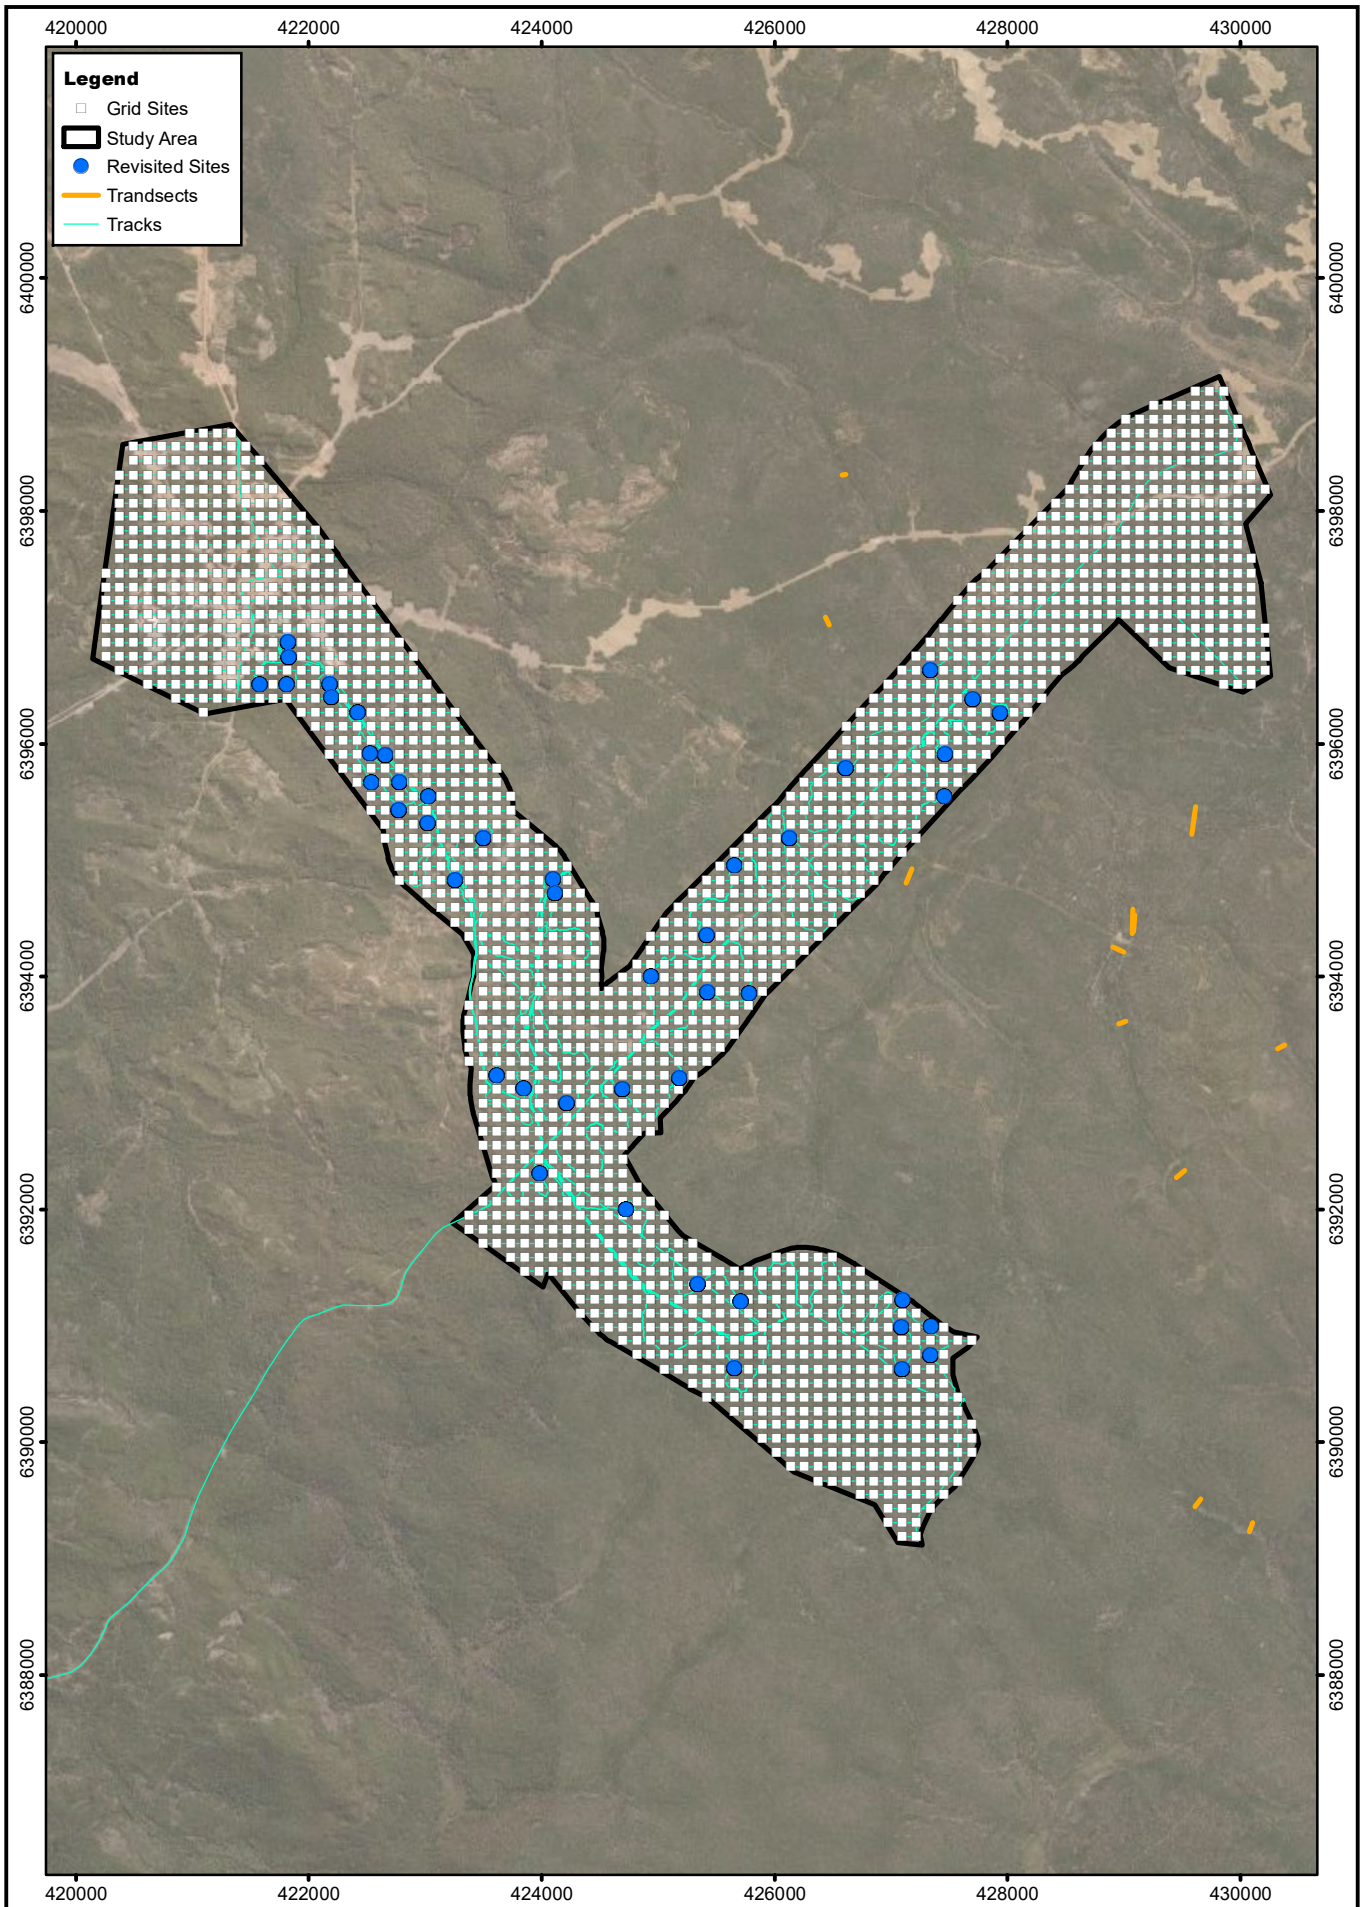 420000 422000 424000 426000 428000 430000
Legend
Grid Sites
Study Area
Revisited Sites
Trandsects
Tracks
6400000 6400000
6398000 6398000
6396000 6396000
6394000 6394000
6392000 6392000
6390000 6390000
6388000 6388000
420000 422000 424000 426000 428000 430000